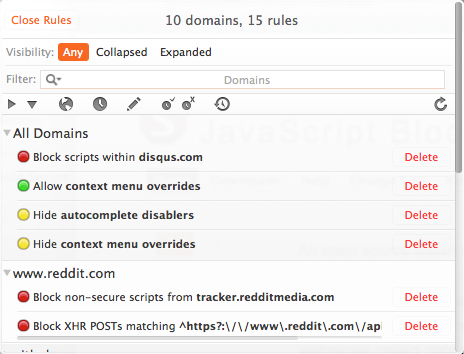 Close Rules 10 domains, 15 rules
Visibility: Any Collapsed Expanded
Filter: Domains
All Domains
Block scripts within disqus.com Delete
Allow context menu overrides Delete
Hide autocomplete disablers Delete
Hide context menu overrides Delete
www.reddit.com
Block non-secure scripts from tracker.redditmedia.com Delete
Block XHR POSTs matching ^https?:\/\/www\.reddit\.com\/api Delete